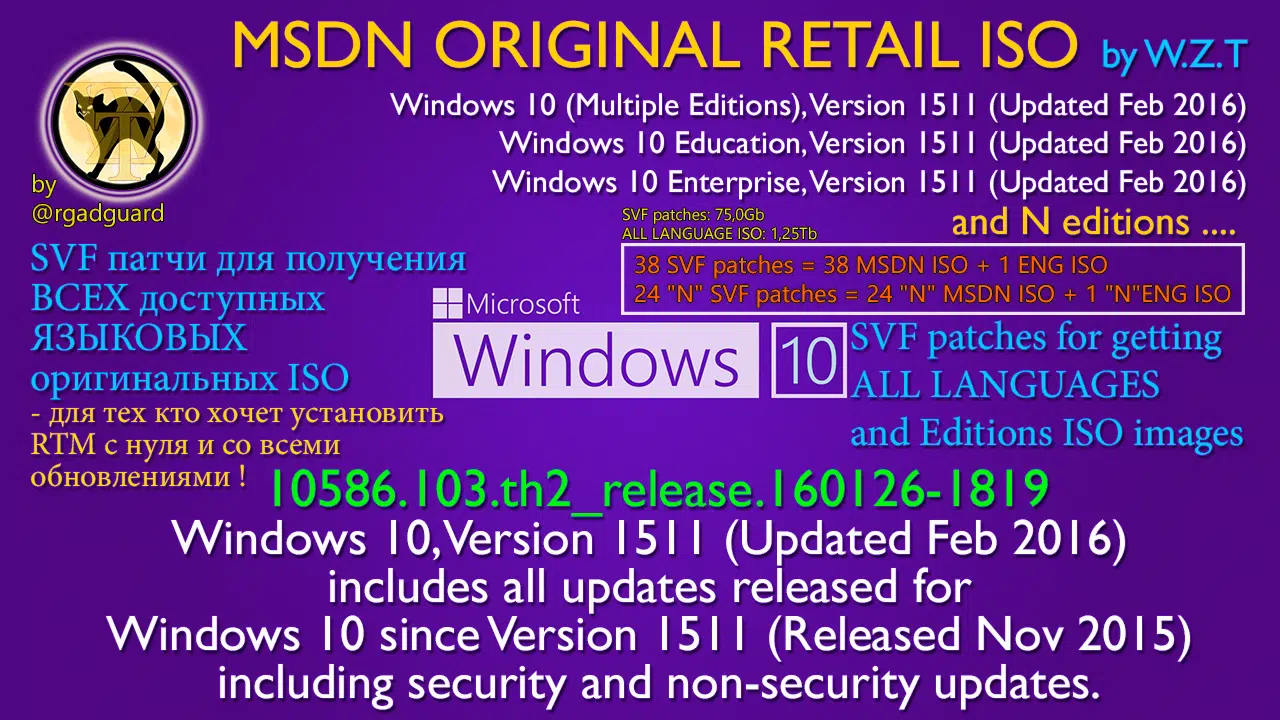 MSDN ORIGINAL RETAIL ISO by W.Z.T
Windows 10 (Multiple Editions), Version 1511 (Updated Feb 2016)
Windows 10 Education, Version 1511 (Updated Feb 2016)
Windows 10 Enterprise, Version 1511 (Updated Feb 2016)
and N editions ....
by
@rgadguard
SVF patches: 75,0Gb
ALL LANGUAGE ISO: 1,25Tb
38 SVF patches = 38 MSDN ISO + 1 ENG ISO
24 "N" SVF patches = 24 "N" MSDN ISO + 1 "N"ENG ISO
SVF патчи для получения
ВСЕХ доступных
ЯЗЫКОВЫХ
оригинальных ISO
- для тех кто хочет установить
RTM с нуля и со всеми
обновлениями !
Microsoft
Windows 10
SVF patches for getting
ALL LANGUAGES
and Editions ISO images
10586.103.th2_release.160126-1819
Windows 10, Version 1511 (Updated Feb 2016)
includes all updates released for
Windows 10 since Version 1511 (Released Nov 2015)
including security and non-security updates.